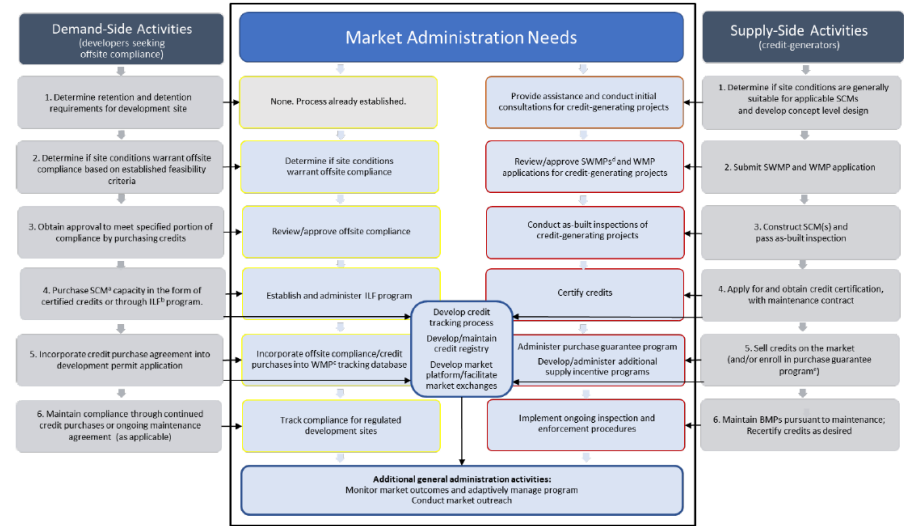 Demand-Side Activities
(developers seeking
offsite compliance)
1. Determine retention and detention
requirements for development site
2. Determine if site conditions warrant offsite
compliance based on established feasibility
criteria
3. Obtain approval to meet specified portion of
compliance by purchasing credits
4. Purchase SCMᵃ capacity in the form of
certified credits or through ILFᵇ program.
5. Incorporate credit purchase agreement into
development permit application
6. Maintain compliance through continued
credit purchases or ongoing maintenance
agreement (as applicable)
Market Administration Needs
None. Process already established.
Determine if site conditions
warrant offsite compliance
Review/approve offsite compliance
Establish and administer ILF program
Incorporate offsite compliance/credit
purchases into WMPᶜ tracking database
Track compliance for regulated
development sites
Develop credit
tracking process
Develop/maintain
credit registry
Develop market
platform/facilitate
market exchanges
Provide assistance and conduct initial
consultations for credit-generating projects
Review/approve SWMPsᵈ and WMP
applications for credit-generating projects
Conduct as-built inspections of
credit-generating projects
Certify credits
Administer purchase guarantee program
Develop/administer additional
supply incentive programs
Implement ongoing inspection and
enforcement procedures
Additional general administration activities:
Monitor market outcomes and adaptively manage program
Conduct market outreach
Supply-Side Activities
(credit-generators)
1. Determine if site conditions are generally
suitable for applicable SCMs
and develop concept level design
2. Submit SWMP and WMP application
3. Construct SCM(s) and
pass as-built inspection
4. Apply for and obtain credit certification,
with maintenance contract
5. Sell credits on the market
(and/or enroll in purchase guarantee
programᵉ)
6. Maintain BMPs pursuant to maintenance;
Recertify credits as desired